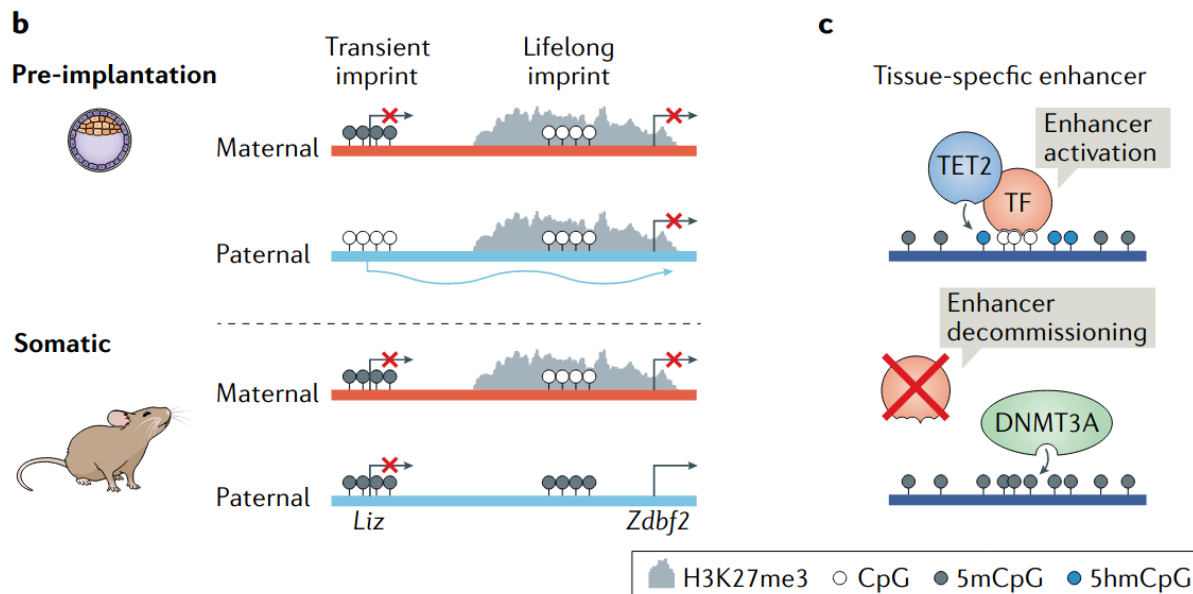 b
Pre-implantation
Transient
imprint
Lifelong
imprint
Maternal
Paternal
Somatic
Maternal
Paternal
Liz
Zdbf2
c
Tissue-specfic enhancer
Enhancer
activation
TET2
TF
Enhancer
decommissioning
DNMT3A
H3K27me3
CpG
5mCpG
5hmCpG